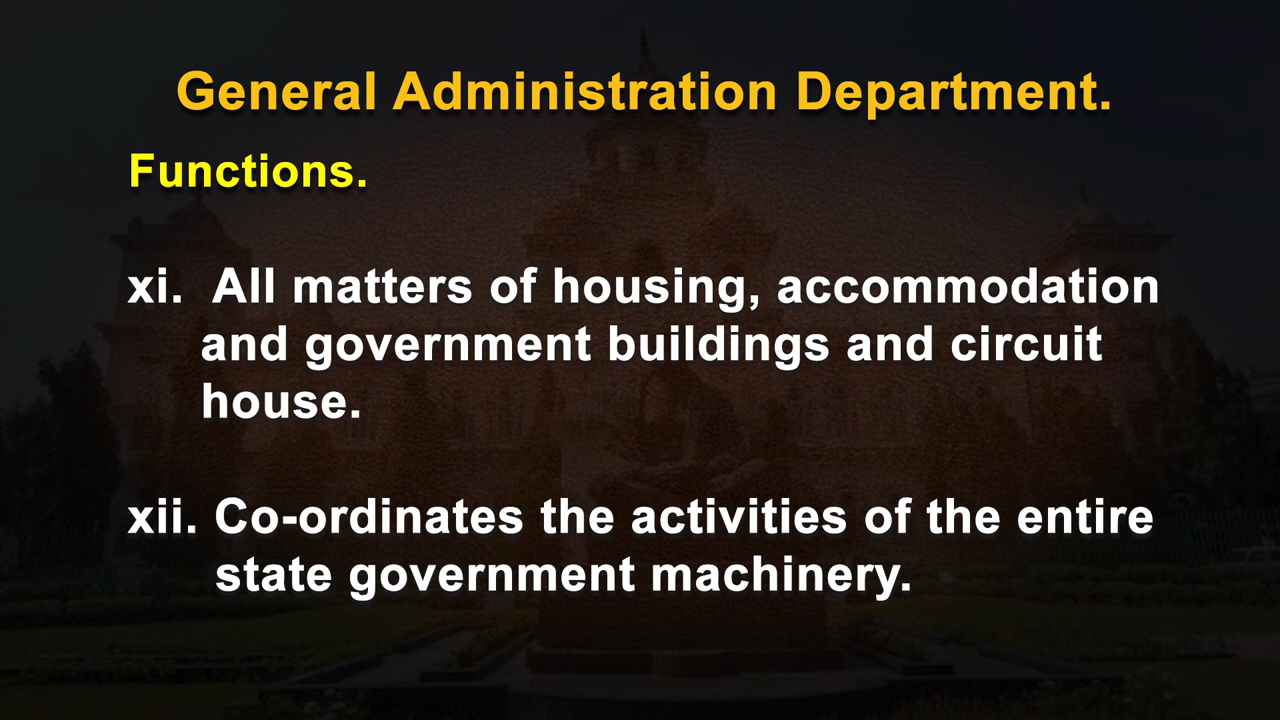 General Administration Department.
Functions.
xi. All matters of housing, accommodation
and government buildings and circuit
house.
xii. Co-ordinates the activities of the entire
state government machinery.